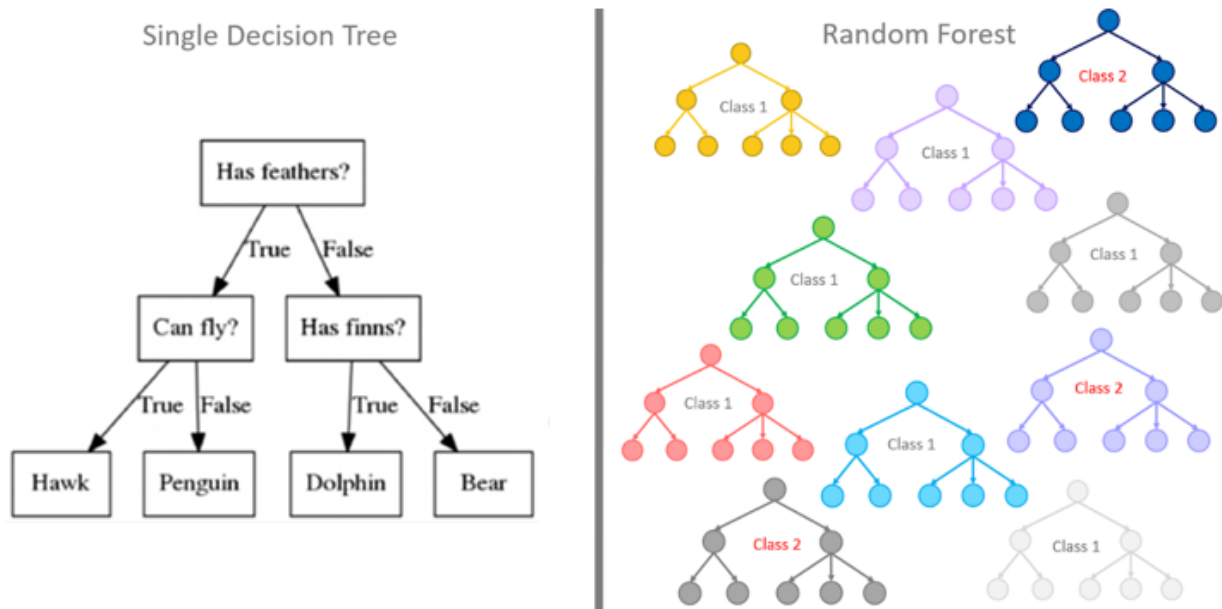 Single Decision Tree
Has feathers?
True
False
Can fly?
Has finns?
True
False
True
False
Hawk
Penguin
Dolphin
Bear
Random Forest
Class 1
Class 2
Class 1
Class 1
Class 1
Class 1
Class 2
Class 1
Class 2
Class 1